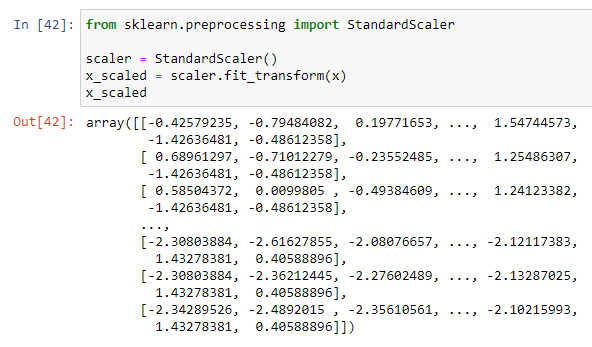 In [42]: from sklearn.preprocessing import StandardScaler
scaler = StandardScaler()
x_scaled = scaler.fit_transform(x)
x_scaled
Out[42]: array([[-0.42579235, -0.79484082,  0.19771653, ...,  1.54744573,
        -1.42636481, -0.48612358],
       [ 0.68961297, -0.71012279, -0.23552485, ...,  1.25486307,
        -1.42636481, -0.48612358],
       [ 0.58504372,  0.0099805 , -0.49384609, ...,  1.24123382,
        -1.42636481, -0.48612358],
       ...,
       [-2.30803884, -2.61627855, -2.08076657, ..., -2.12117383,
         1.43278381,  0.40588896],
       [-2.30803884, -2.36212445, -2.27602489, ..., -2.13287025,
         1.43278381,  0.40588896],
       [-2.34289526, -2.4892015 , -2.35610561, ..., -2.10215993,
         1.43278381,  0.40588896]])